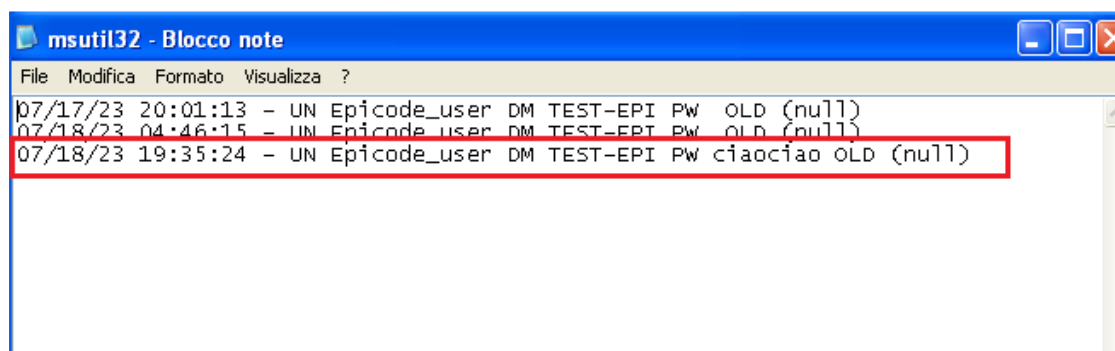 msutil32 - Blocco note
File Modifica Formato Visualizza ?
07/17/23 20:01:13 - UN Epicode_user DM TEST-EPI PW  OLD (null)
07/18/23 04:46:15 - UN Epicode_user DM TEST-EPI PW  OLD (null)
07/18/23 19:35:24 - UN Epicode_user DM TEST-EPI PW ciaociao OLD (null)